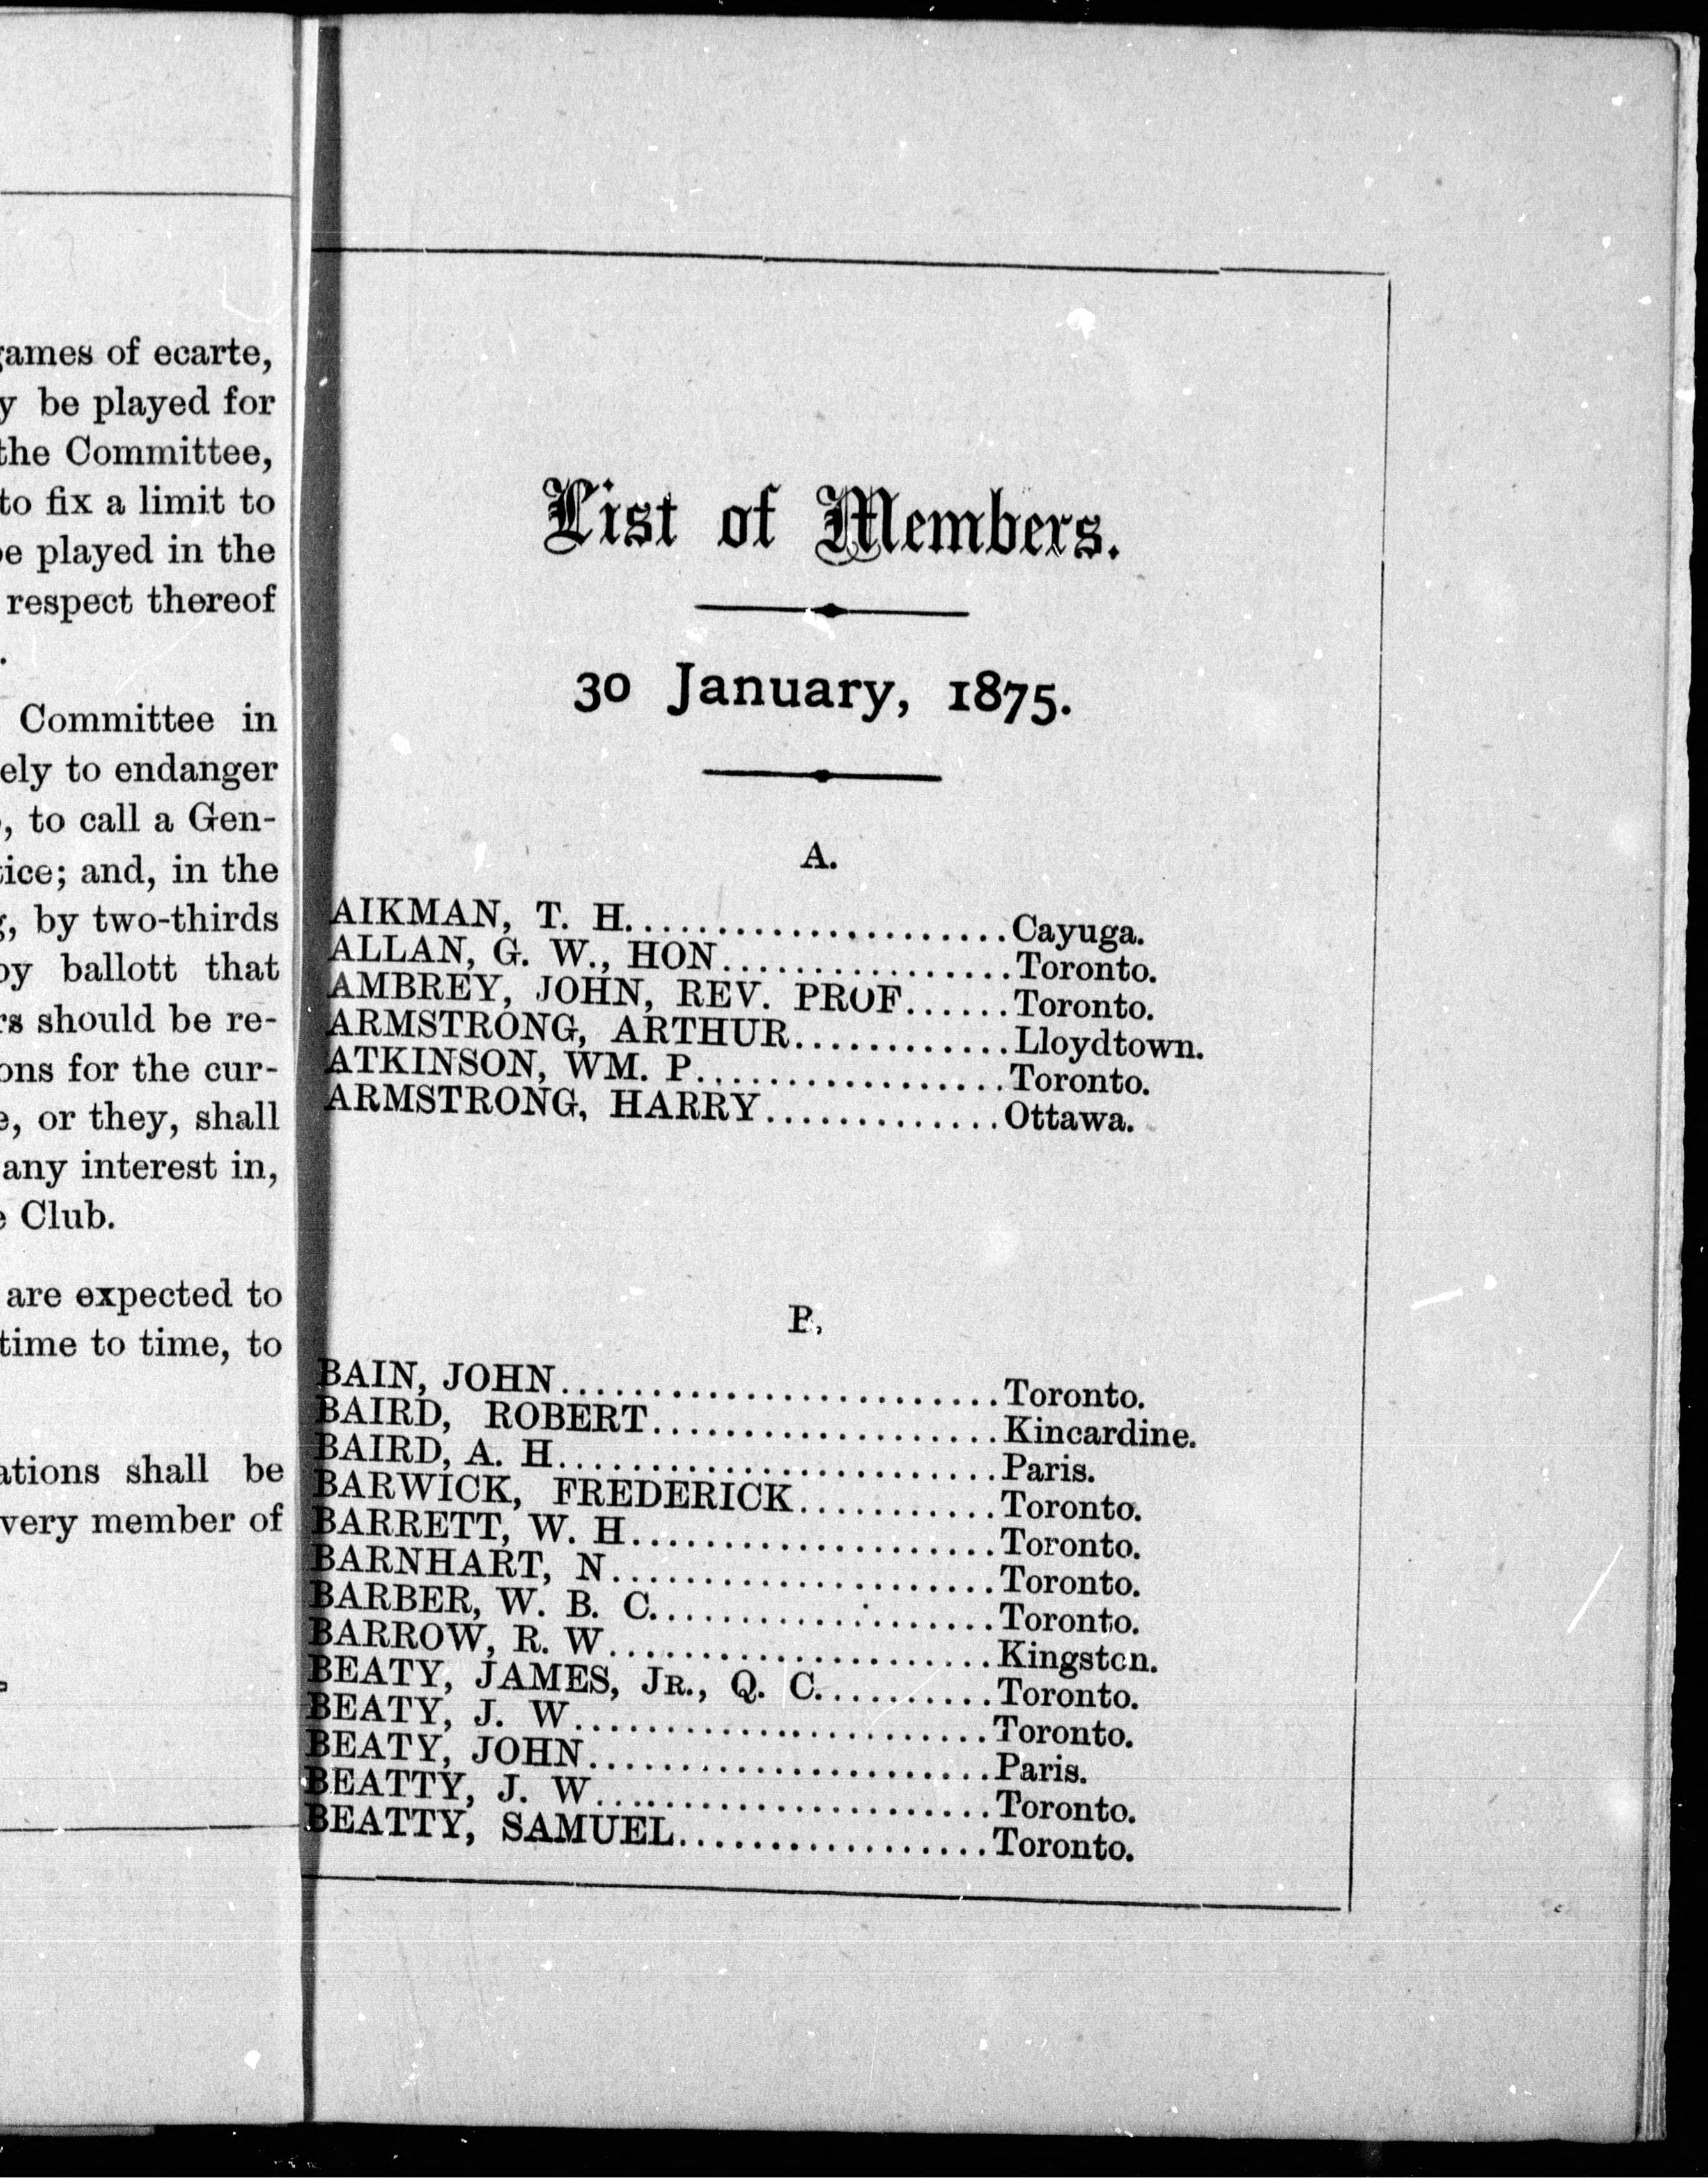 games of ecarte,
y be played for
the Committee,
to fix a limit to
be played in the
respect thereof
.
Committee in
ely to endanger
, to call a Gen-
tice; and, in the
g, by two-thirds
by ballott that
rs should be re-
ons for the cur-
e, or they, shall
any interest in,
e Club.
are expected to
time to time, to
ations shall be
very member of
List of Members.
30 January, 1875.
A.
AIKMAN, T. H.......................Cayuga.
ALLAN, G. W., HON.................Toronto.
AMBREY, JOHN, REV. PROF......Toronto.
ARMSTRONG, ARTHUR............Lloydtown.
ATKINSON, WM. P..................Toronto.
ARMSTRONG, HARRY.............Ottawa.
B.
BAIN, JOHN.........................Toronto.
BAIRD, ROBERT....................Kincardine.
BAIRD, A. H.........................Paris.
BARWICK, FREDERICK...........Toronto.
BARRETT, W. H.....................Toronto.
BARNHART, N......................Toronto.
BARBER, W. B. C...................Toronto.
BARROW, R. W......................Kingston.
BEATY, JAMES, JR., Q. C..........Toronto.
BEATY, J. W........................Toronto.
BEATY, JOHN.......................Paris.
BEATTY, J. W.......................Toronto.
BEATTY, SAMUEL..................Toronto.